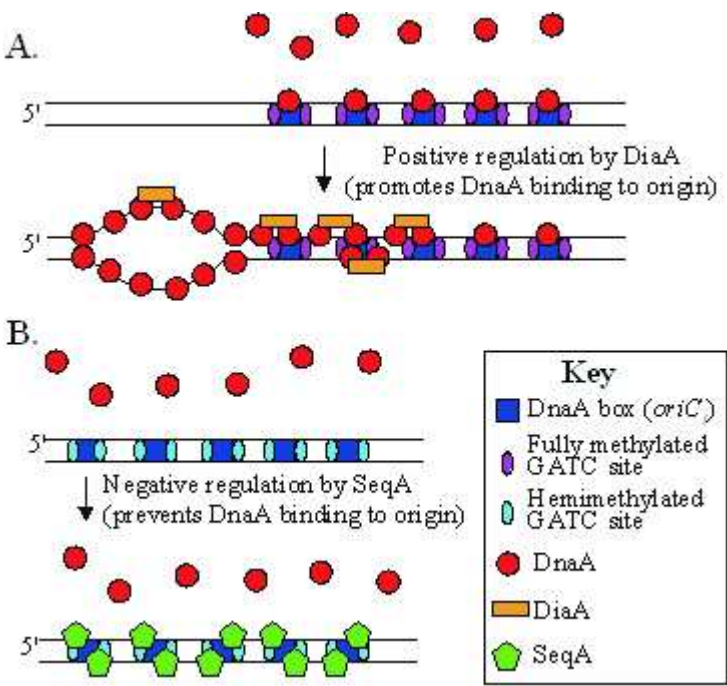 A.
5'
Positive regulation by DiaA
(promotes DnaA binding to origin)
5'
B.
5'
Negative regulation by SeqA
(prevents DnaA binding to origin)
5'
Key
DnaA box (oriC)
Fully methylated
GATC site
Hemimethylated
GATC site
DnaA
DiaA
SeqA